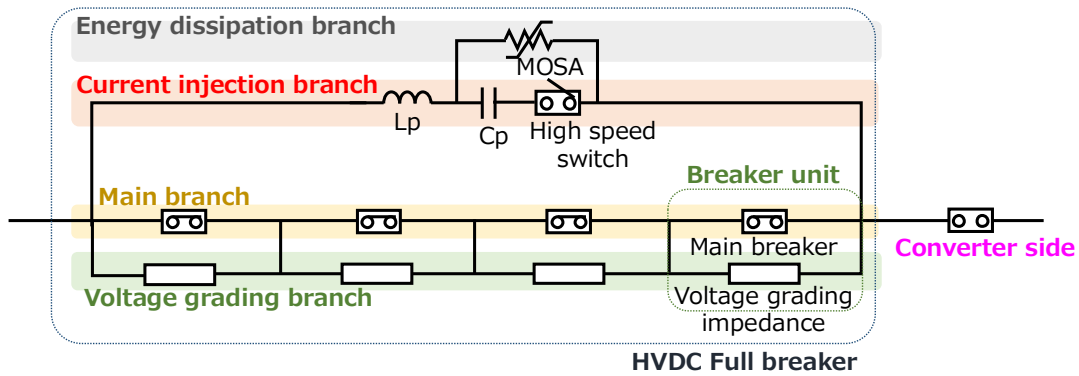 Energy dissipation branch
MOSA
Current injection branch
Lp
Cp
High speed
switch
Breaker unit
Main branch
Main breaker
Converter side
Voltage grading branch
Voltage grading
impedance
HVDC Full breaker